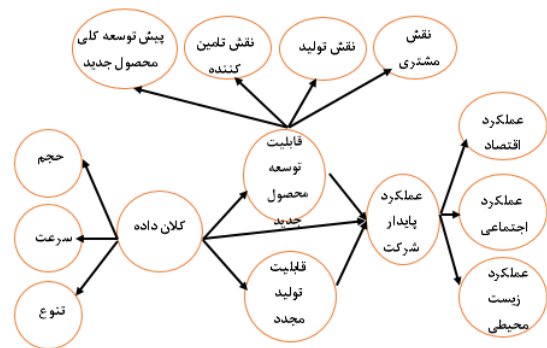 پیش توسعه کلی
محصول جدید
نقش تامین
کننده
نقش تولید
نقش
مشتری
حجم
سرعت
تنوع
کلان داده
قابلیت
توسعه
محصول
جدید
قابلیت
تولید
مجدد
عملکرد
پایدار
شرکت
عملکرد
اقتصاد
عملکرد
اجتماعی
عملکرد
زیست
محیطی